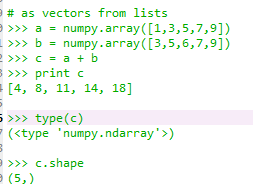 # as vectors from lists
>>> a = numpy.array([1,3,5,7,9])
>>> b = numpy.array([3,5,6,7,9])
>>> c = a + b
>>> print c
[4, 8, 11, 14, 18]
>>> type(c)
(<type 'numpy.ndarray'>)
>>> c.shape
(5,)